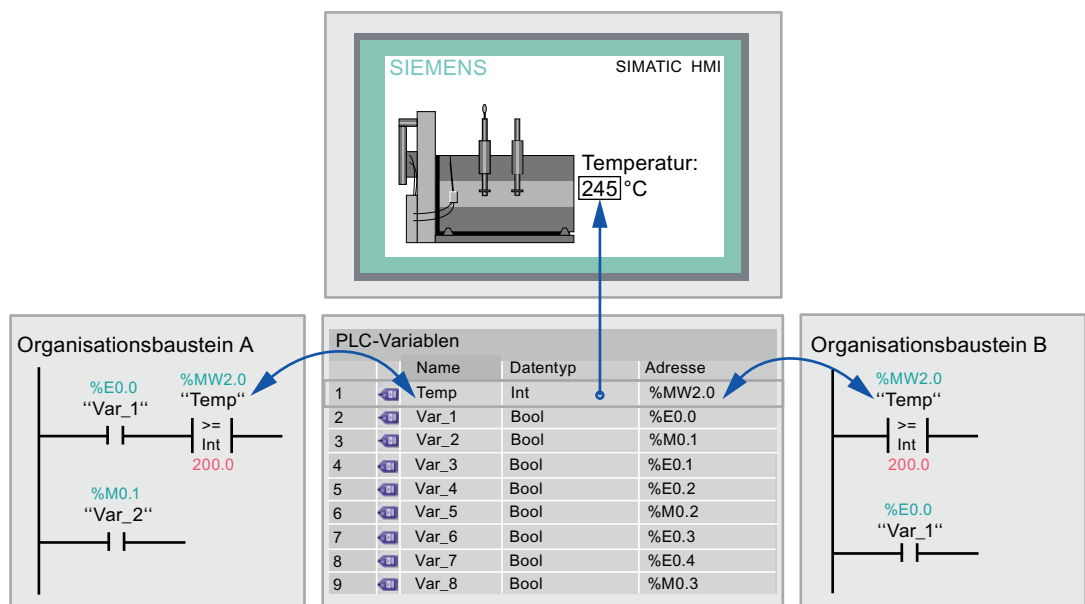 SIEMENS SIMATIC HMI
Temperatur:
245 °C
Organisationsbaustein A
%E0.0 %MW2.0
“Var_1“ “Temp“
>=
Int
200.0
%M0.1
“Var_2“
PLC-Variablen
Name Datentyp Adresse
1 Temp Int %MW2.0
2 Var_1 Bool %E0.0
3 Var_2 Bool %M0.1
4 Var_3 Bool %E0.1
5 Var_4 Bool %E0.2
6 Var_5 Bool %M0.2
7 Var_6 Bool %E0.3
8 Var_7 Bool %E0.4
9 Var_8 Bool %M0.3
Organisationsbaustein B
%MW2.0
“Temp“
>=
Int
200.0
%E0.0
“Var_1“